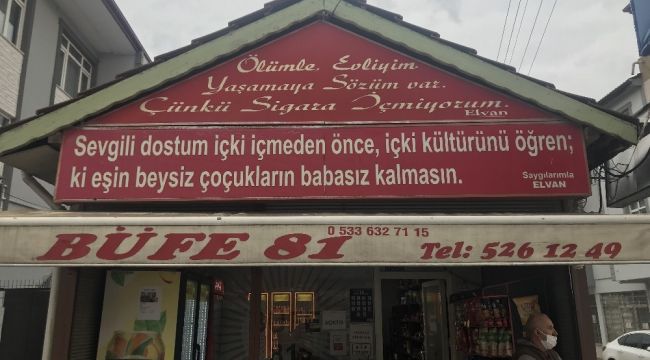 Ölümle. Evliyim.
Yaşamaya Sözüm var.
Çünkü Sigara İçmiyorum.
Elvan
Sevgili dostum içki içmeden önce, içki kültürünü öğren;
ki eşin beysiz çoçukların babasız kalmasın.
Saygılarımla
ELVAN
BÜFE 81
0 533 632 71 15
Tel: 526 12 49